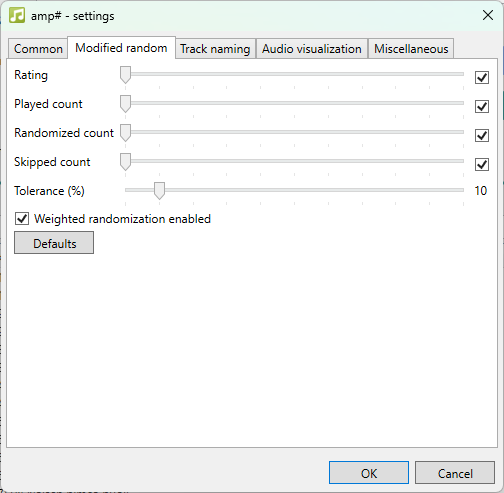 amp# - settings
Common
Modified random
Track naming
Audio visualization
Miscellaneous
Rating
Played count
Randomized count
Skipped count
Tolerance (%)
10
Weighted randomization enabled
Defaults
OK
Cancel